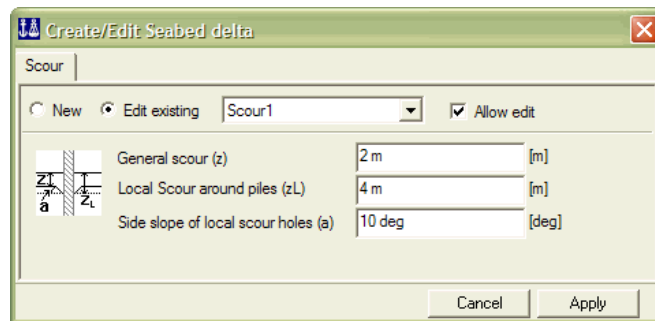 Create/Edit Seabed delta
Scour
New Edit existing Scour1 Allow edit
General scour (z) 2 m [m]
Local Scour around piles (zL) 4 m [m]
Side slope of local scour holes (a) 10 deg [deg]
z
a
zL
Cancel Apply